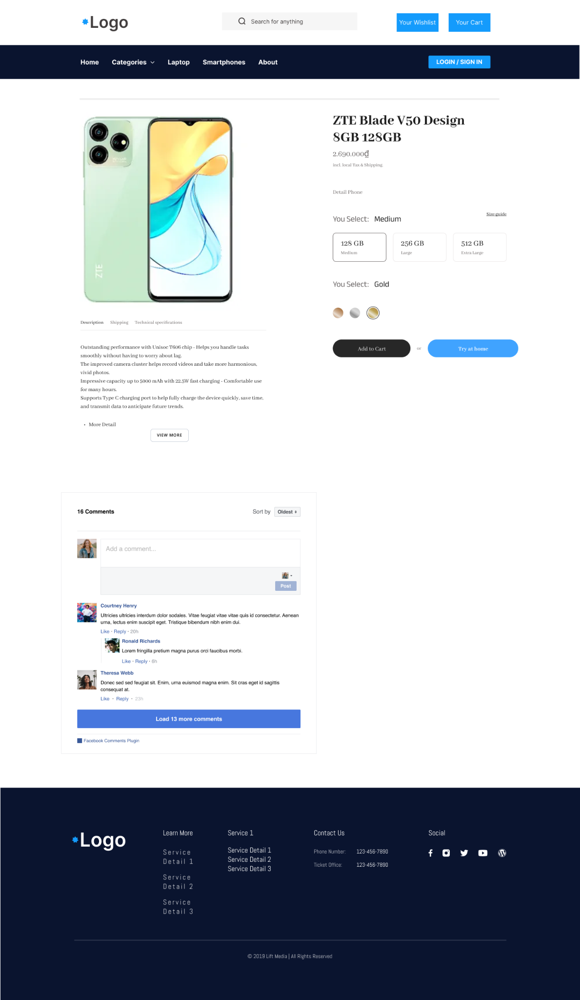 Logo
Search for anything
Your Wishlist
Your Cart
Home
Categories
Laptop
Smartphones
About
LOGIN / SIGN IN
ZTE
ZTE Blade V50 Design
8GB 128GB
2.690.000₫
incl. local Tax & Shipping.
Detail Phone
You Select: Medium
Size guide
128 GB
Medium
256 GB
Large
512 GB
Extra Large
You Select: Gold
Add to Cart
or
Try at home
Description
Shipping
Technical specifications
Outstanding performance with Unisoc T606 chip - Helps you handle tasks
smoothly without having to worry about lag.
The improved camera cluster helps record videos and take more harmonious,
vivid photos.
Impressive capacity up to 5000 mAh with 22.5W fast charging - Comfortable use
for many hours.
Supports Type C charging port to help fully charge the device quickly, save time,
and transmit data to anticipate future trends.
• More Detail
VIEW MORE
16 Comments
Sort by Oldest
Add a comment...
Post
Courtney Henry
Ultricies ultricies interdum dolor sodales. Vitae feugiat vitae vitae quis id consectetur. Aenean
urna, lectus enim suscipit eget. Tristique bibendum nibh enim dui.
Like · Reply · 20h
Ronald Richards
Lorem fringilla pretium magna purus orci faucibus morbi.
Like · Reply · 6h
Theresa Webb
Donec sed sed feugiat sit. Enim, urna euismod magna enim. Sit cras eget id sagittis
consequat at.
Like · Reply · 23h
Load 13 more comments
Facebook Comments Plugin
Logo
Learn More
Service
Detail 1
Service
Detail 2
Service
Detail 3
Service 1
Service Detail 1
Service Detail 2
Service Detail 3
Contact Us
Phone Number: 123-456-7890
Ticket Office: 123-456-7890
Social
© 2019 Lift Media | All Rights Reserved